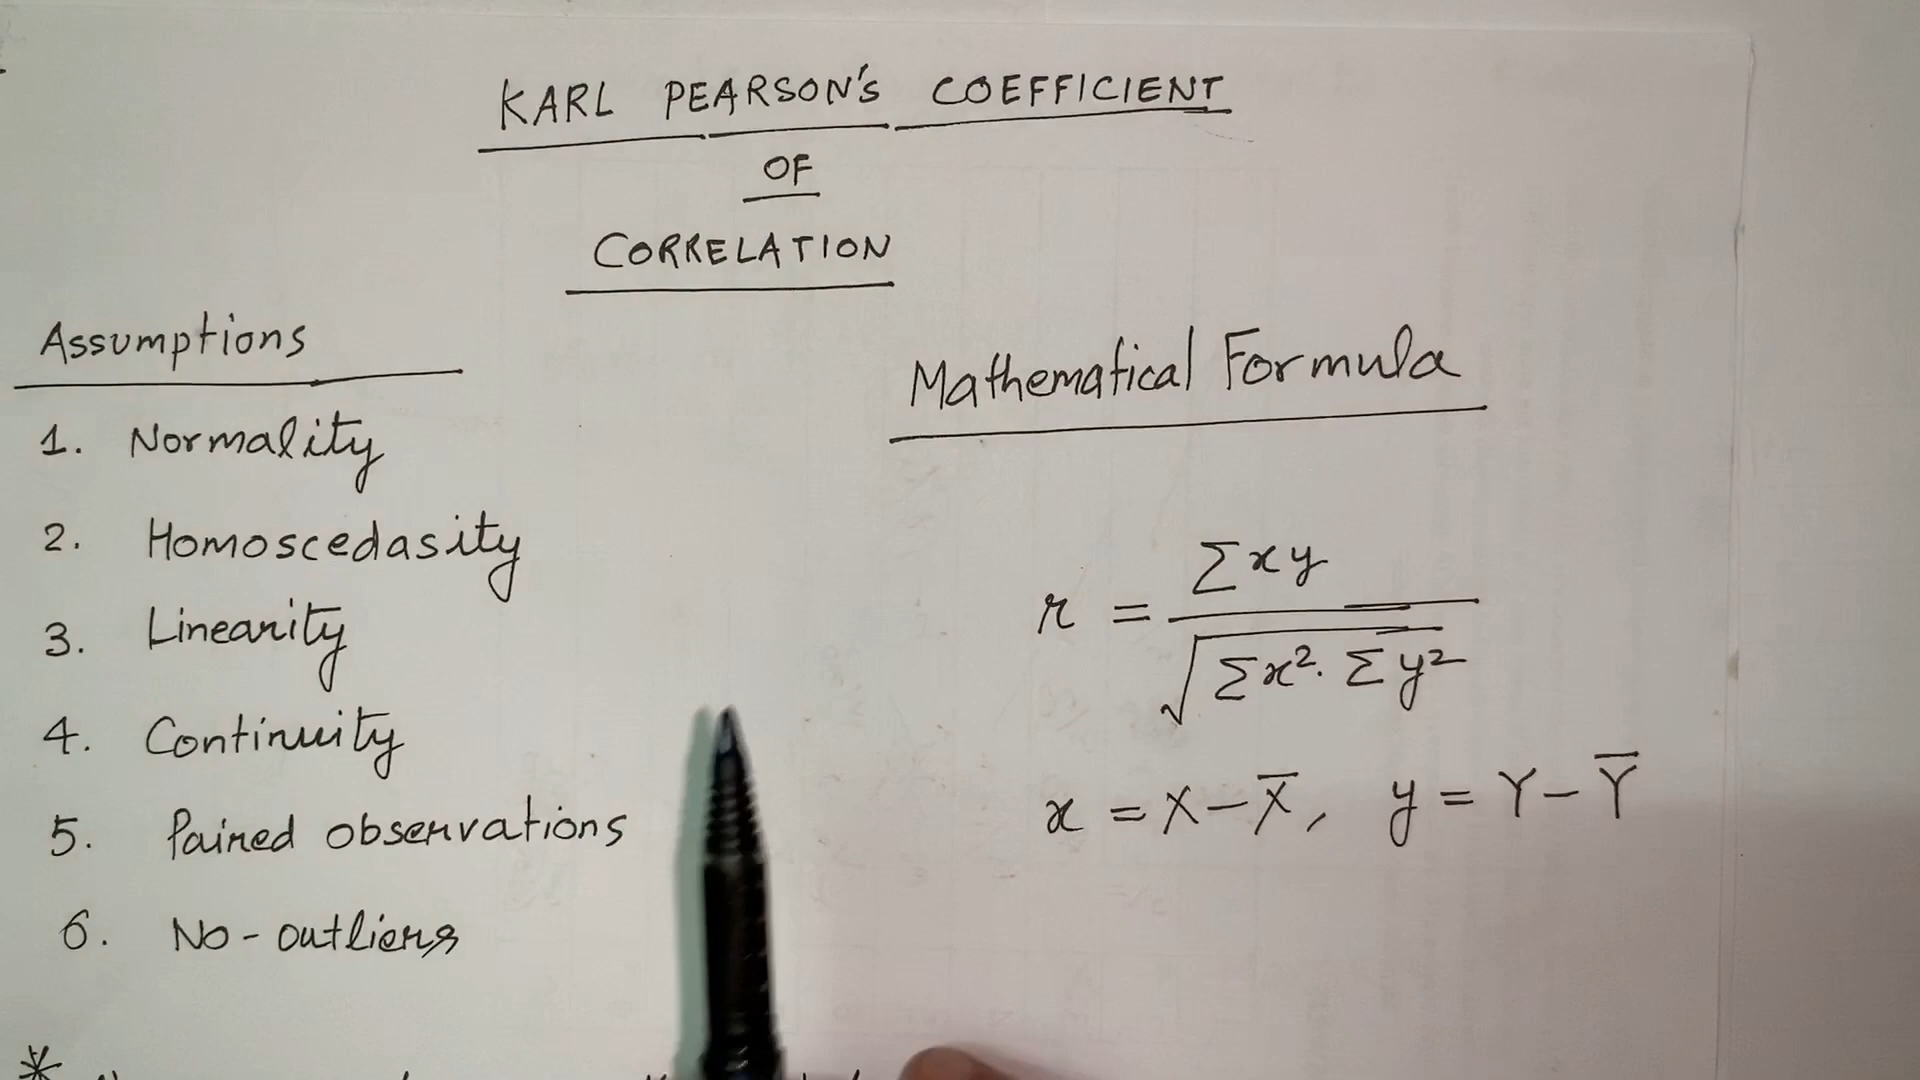 KARL PEARSON'S COEFFICIENT
OF
CORRELATION
Assumptions
1. Normality
2. Homoscedasity
3. Linearity
4. Continuity
5. Paired observations
6. No-outliers
Mathematical Formula
r = Σxy / √Σx². Σy²
x = X - X̅, y = Y - Y̅
*